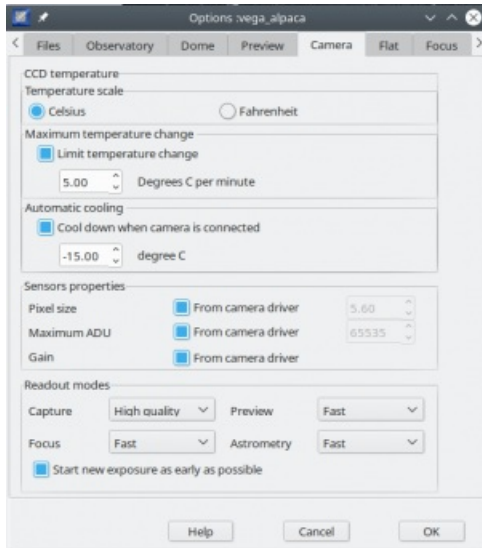 Options :vega_alpaca
Files Observatory Dome Preview Camera Flat Focus
CCD temperature
Temperature scale
Celsius Fahrenheit
Maximum temperature change
Limit temperature change
5.00 Degrees C per minute
Automatic cooling
Cool down when camera is connected
-15.00 degree C
Sensors properties
Pixel size From camera driver 5.60
Maximum ADU From camera driver 65535
Gain From camera driver
Readout modes
Capture High quality Preview Fast
Focus Fast Astrometry Fast
Start new exposure as early as possible
Help Cancel OK